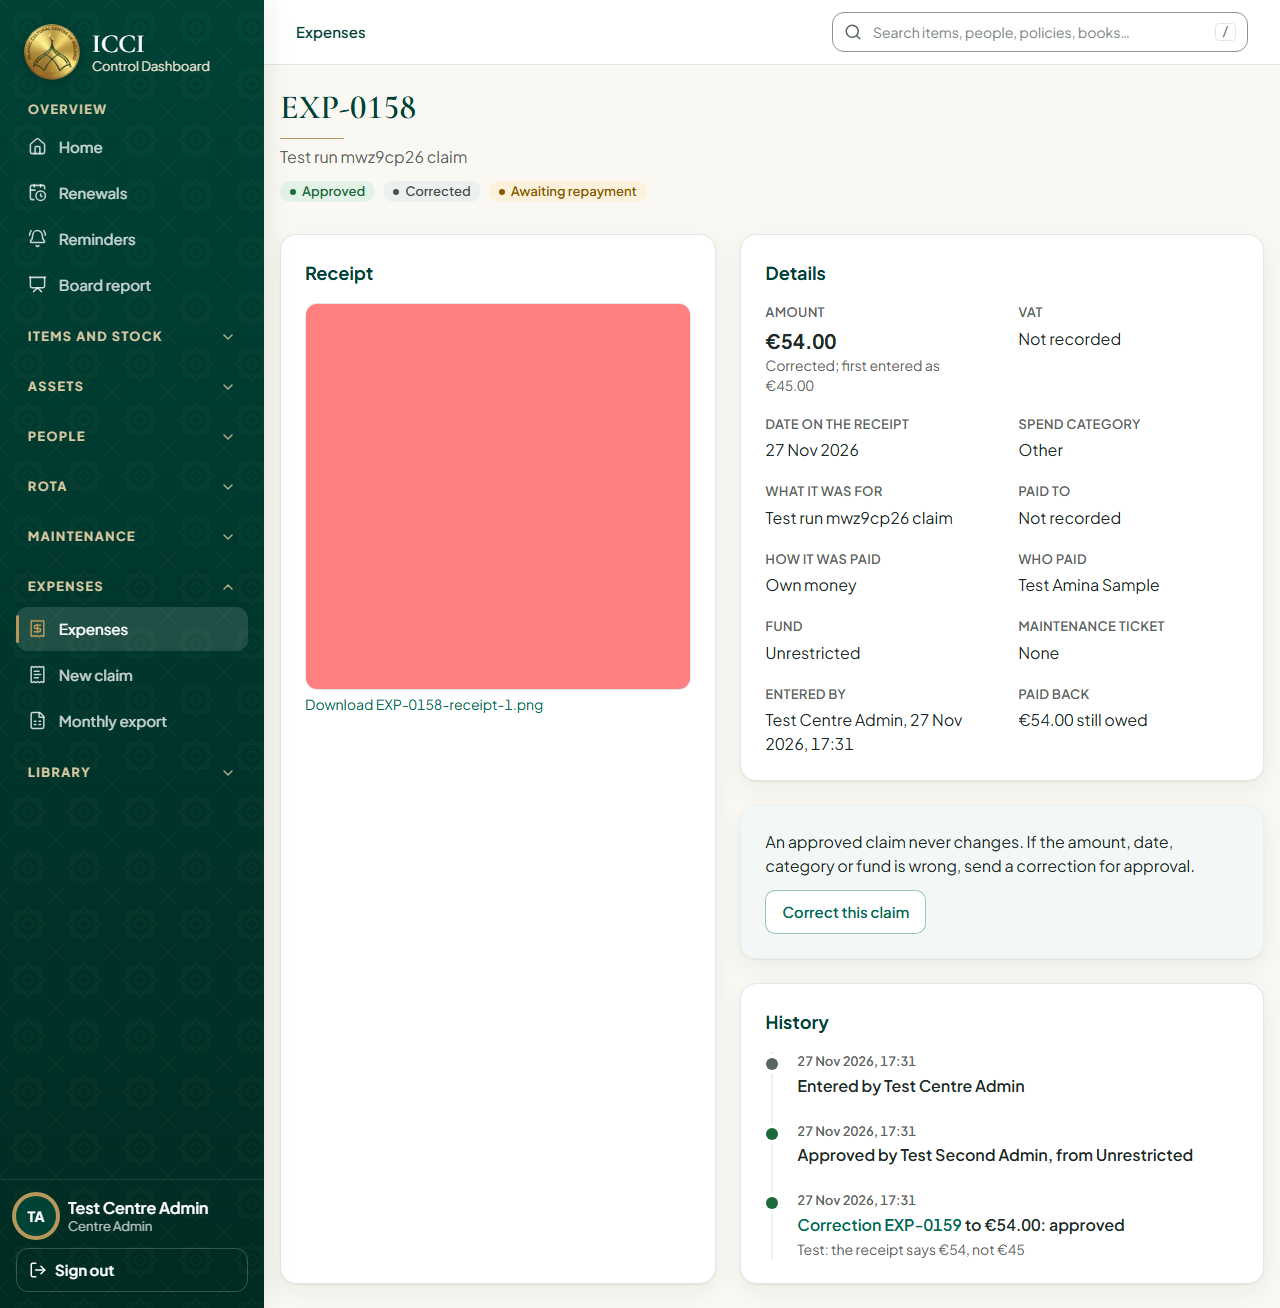 ICCI
Control Dashboard
OVERVIEW
Home
Renewals
Reminders
Board report
ITEMS AND STOCK
ASSETS
PEOPLE
ROTA
MAINTENANCE
EXPENSES
Expenses
New claim
Monthly export
LIBRARY
TA
Test Centre Admin
Centre Admin
Sign out
Expenses
Search items, people, policies, books...
/
EXP-0158
Test run mwz9cp26 claim
Approved
Corrected
Awaiting repayment
Receipt
Download EXP-0158-receipt-1.png
Details
AMOUNT
€54.00
Corrected; first entered as
€45.00
VAT
Not recorded
DATE ON THE RECEIPT
27 Nov 2026
SPEND CATEGORY
Other
WHAT IT WAS FOR
Test run mwz9cp26 claim
PAID TO
Not recorded
HOW IT WAS PAID
Own money
WHO PAID
Test Amina Sample
FUND
Unrestricted
MAINTENANCE TICKET
None
ENTERED BY
Test Centre Admin, 27 Nov
2026, 17:31
PAID BACK
€54.00 still owed
An approved claim never changes. If the amount, date,
category or fund is wrong, send a correction for approval.
Correct this claim
History
27 Nov 2026, 17:31
Entered by Test Centre Admin
27 Nov 2026, 17:31
Approved by Test Second Admin, from Unrestricted
27 Nov 2026, 17:31
Correction EXP-0159 to €54.00: approved
Test: the receipt says €54, not €45